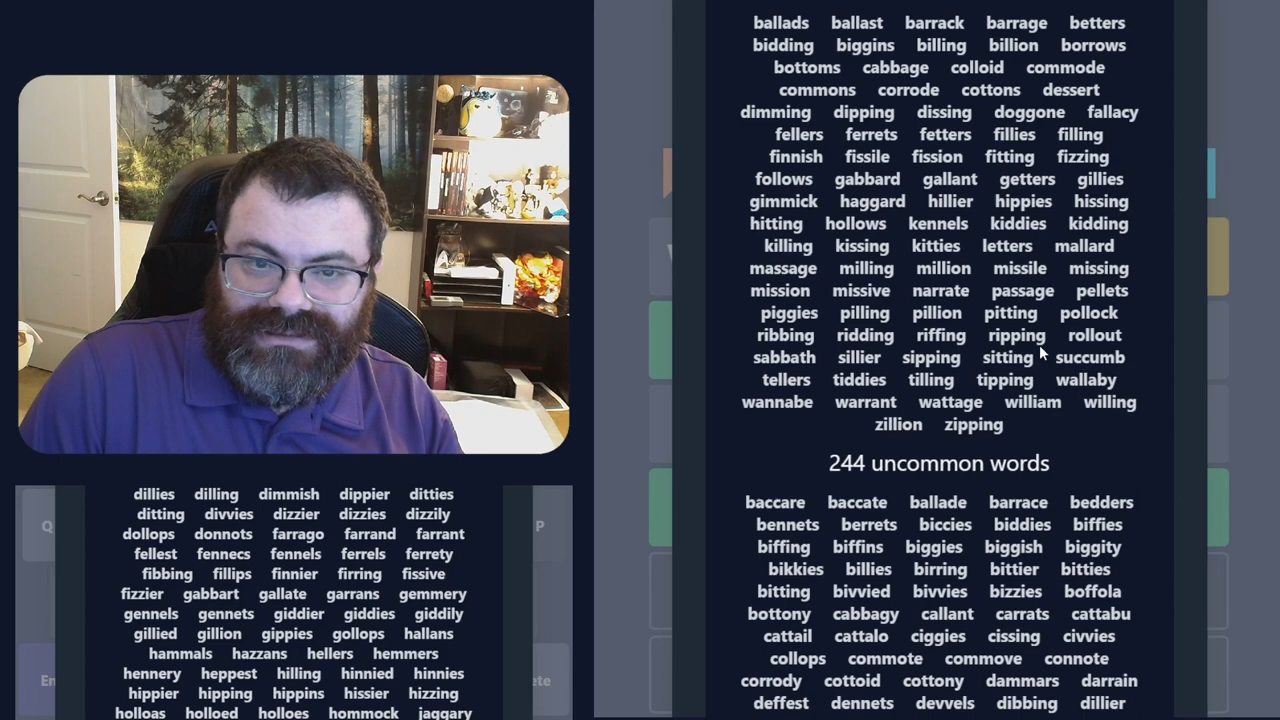 ballads ballast barrack barrage betters
bidding biggins billing billion borrows
bottoms cabbage colloid commode
commons corrode cottons dessert
dimming dipping dissing doggone fallacy
fellers ferrets fetters fillies filling
finnish fissile fission fitting fizzing
follows gabbard gallant getters gillies
gimmick haggard hillier hippies hissing
hitting hollows kennels kiddies kidding
killing kissing kitties letters mallard
massage milling million missile missing
mission missive narrate passage pellets
piggies pilling pillion pitting pollock
ribbing ridding riffing ripping rollout
sabbath sillier sipping sitting succumb
tellers tiddies tilling tipping wallaby
wannabe warrant wattage william willing
zillion zipping
244 uncommon words
baccare baccate ballade barrace bedders
bennets berrets biccies biddies biffies
biffing biffins biggies biggish biggity
bikkies billies birring bittier bitties
bitting bivvied bivvies bizzies boffola
bottony cabbagy callant carrats cattabu
cattail cattalo ciggies cissing civvies
collops commote commove connote
corrody cottoid cottony dammars darrain
deffest dennets devvels dibbing dillier
dillies dilling dimmish dippier ditties
ditting divvies dizzier dizzies dizzily
dollops donnots farrago farrand farrant
fellest fennecs fennels ferrels ferrety
fibbing fillips finnier firring fissive
fizzier gabbart gallate garrans gemmery
gennels gennets giddier giddies giddily
gillied gillion gippies gollops hallans
hammals hazzans hellers hemmers
hennery heppest hilling hinnied hinnies
hippier hipping hippins hissier hizzing
holloas holloed holloes hommock jaggary
Q
P
En
ete